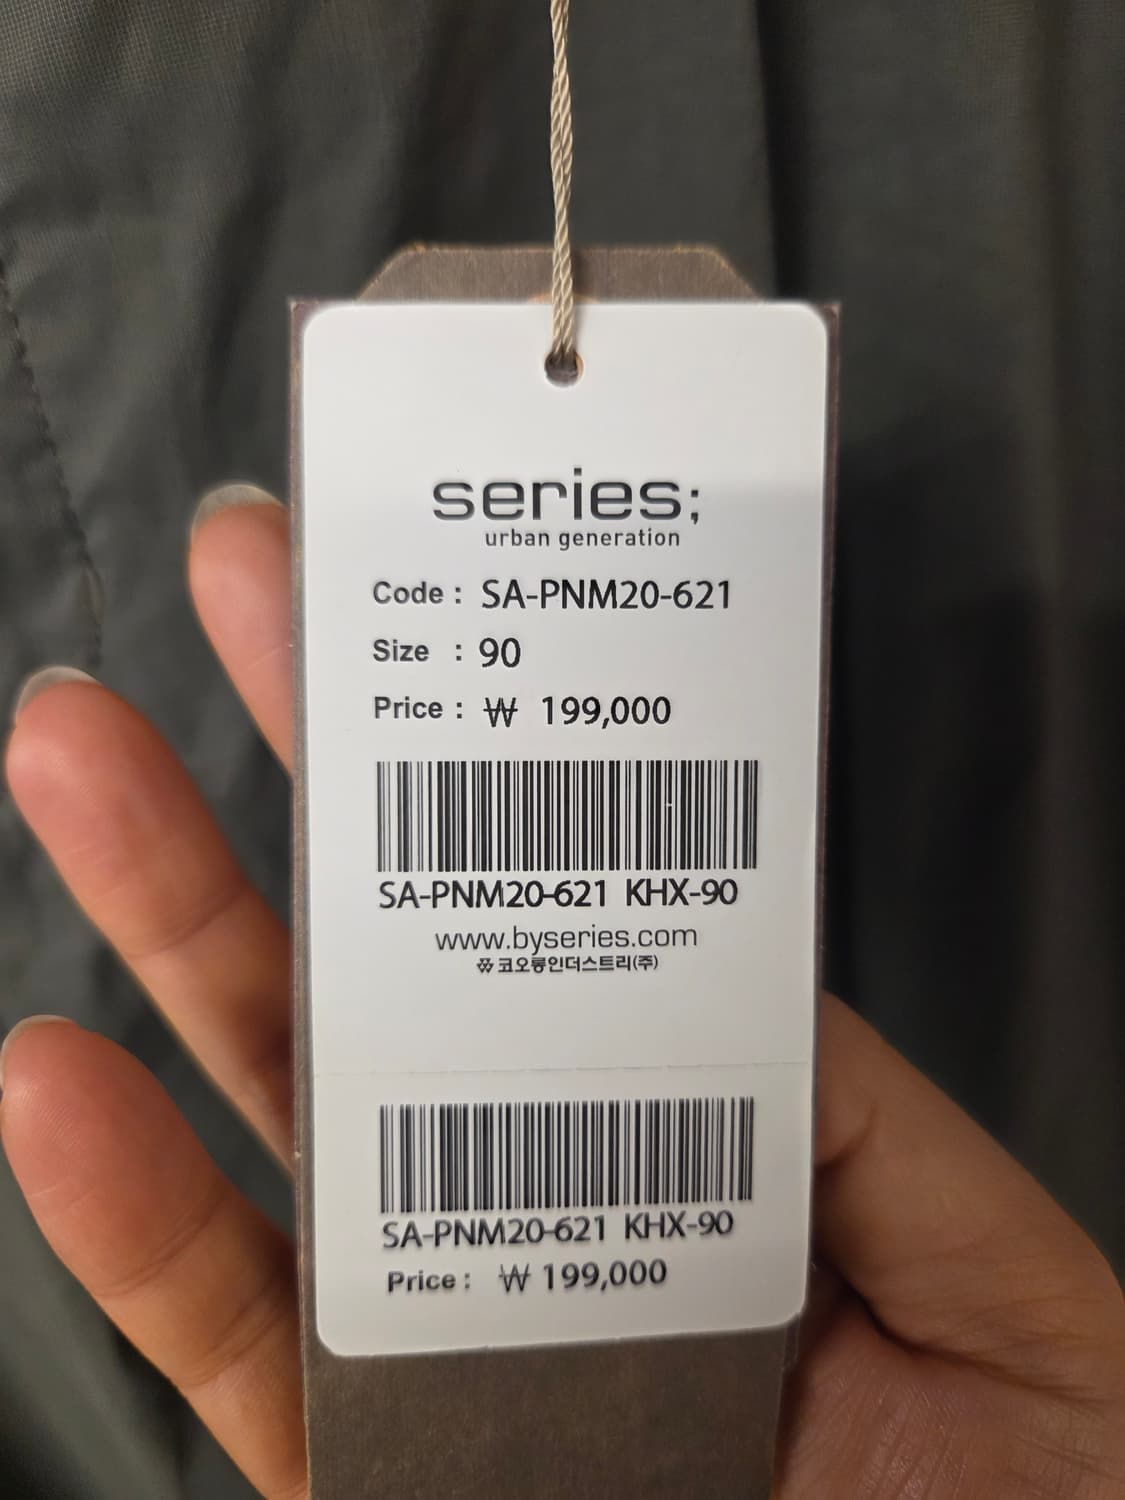 series;
urban generation
Code : SA-PNM20-621
Size : 90
Price : ₩ 199,000
SA-PNM20-621 KHX-90
www.byseries.com
코오롱인더스트리(주)
SA-PNM20-621 KHX-90
Price : ₩ 199,000